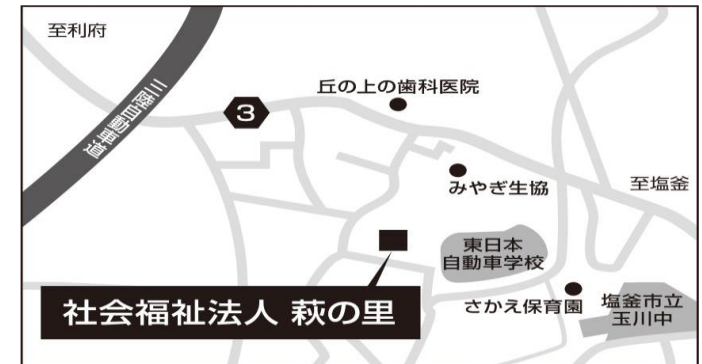 至利府
三陸自動車道
3
丘の上の歯科医院
みやぎ生協
至塩釜
東日本
自動車学校
社会福祉法人 萩の里
さかえ保育園
塩釜市立
玉川中